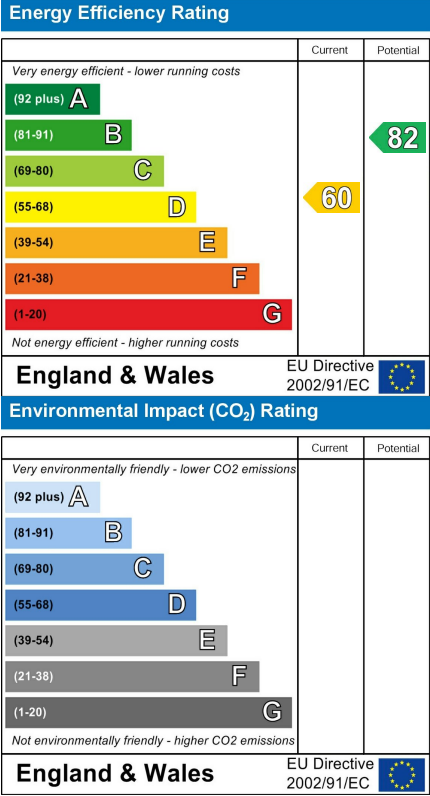 Energy Efficiency Rating
Current Potential
Very energy efficient - lower running costs
(92 plus) A
(81-91) B
82
(69-80) C
(55-68) D
60
(39-54) E
(21-38) F
(1-20) G
Not energy efficient - higher running costs
England & Wales
EU Directive
2002/91/EC
Environmental Impact (CO₂) Rating
Current Potential
Very environmentally friendly - lower CO2 emissions
(92 plus) A
(81-91) B
(69-80) C
(55-68) D
(39-54) E
(21-38) F
(1-20) G
Not environmentally friendly - higher CO2 emissions
England & Wales
EU Directive
2002/91/EC